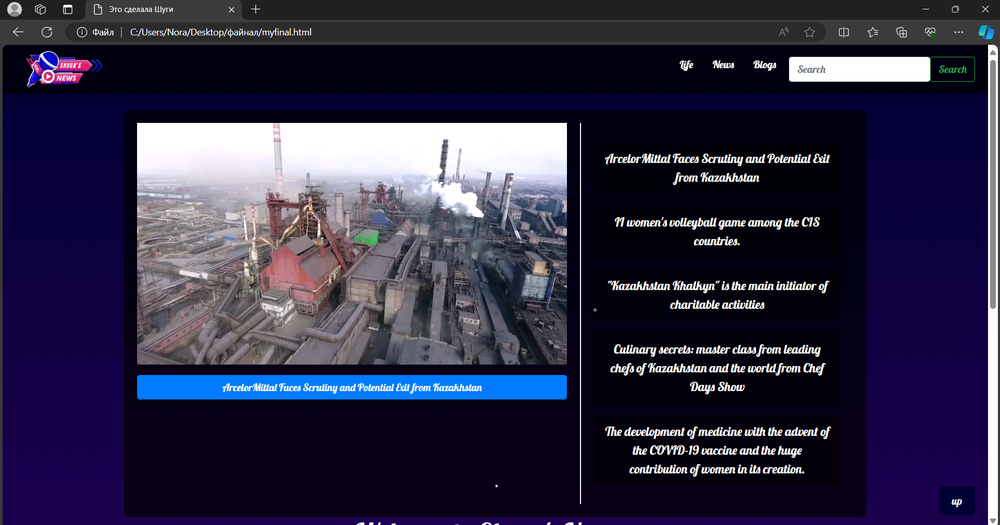 Это сделала Шуги
Файл
C:/Users/Nora/Desktop/файнал/myfinal.html
SHUGA'S
NEWS
NEWS
Life
News
Blogs
Search
Search
ArcelorMittal Faces Scrutiny and Potential Exit
from Kazakhstan
II women's volleyball game among the CIS
countries.
"Kazakhstan Khalkyn" is the main initiator of
charitable activities
Culinary secrets: master class from leading
chefs of Kazakhstan and the world from Chef
Days Show
The development of medicine with the advent of
the COVID-19 vaccine and the huge
contribution of women in its creation.
ArcelorMittal Faces Scrutiny and Potential Exit from Kazakhstan
up